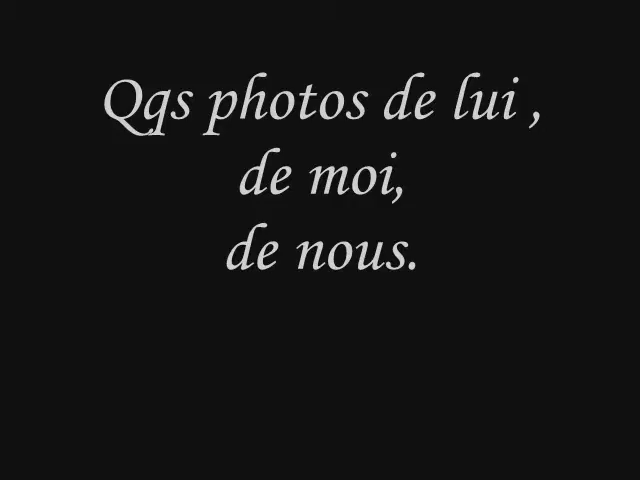 Qqs photos de lui ,
de moi,
de nous.